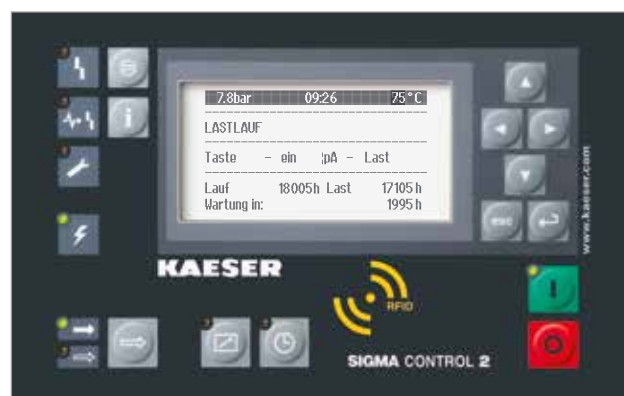 7.8bar 09:26 75°C
LASTLAUF
Taste - ein ¦pA - Last
Lauf 18005h Last 17105h
Wartung in: 1995h
esc
www.kaeser.com
KAESER
RFID
I
SIGMA CONTROL 2